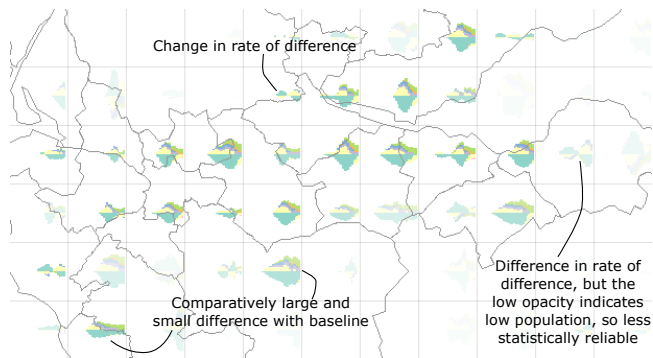 Change in rate of difference
Comparatively large and
small difference with baseline
Difference in rate of
difference, but the
low opacity indicates
low population, so less
statistically reliable